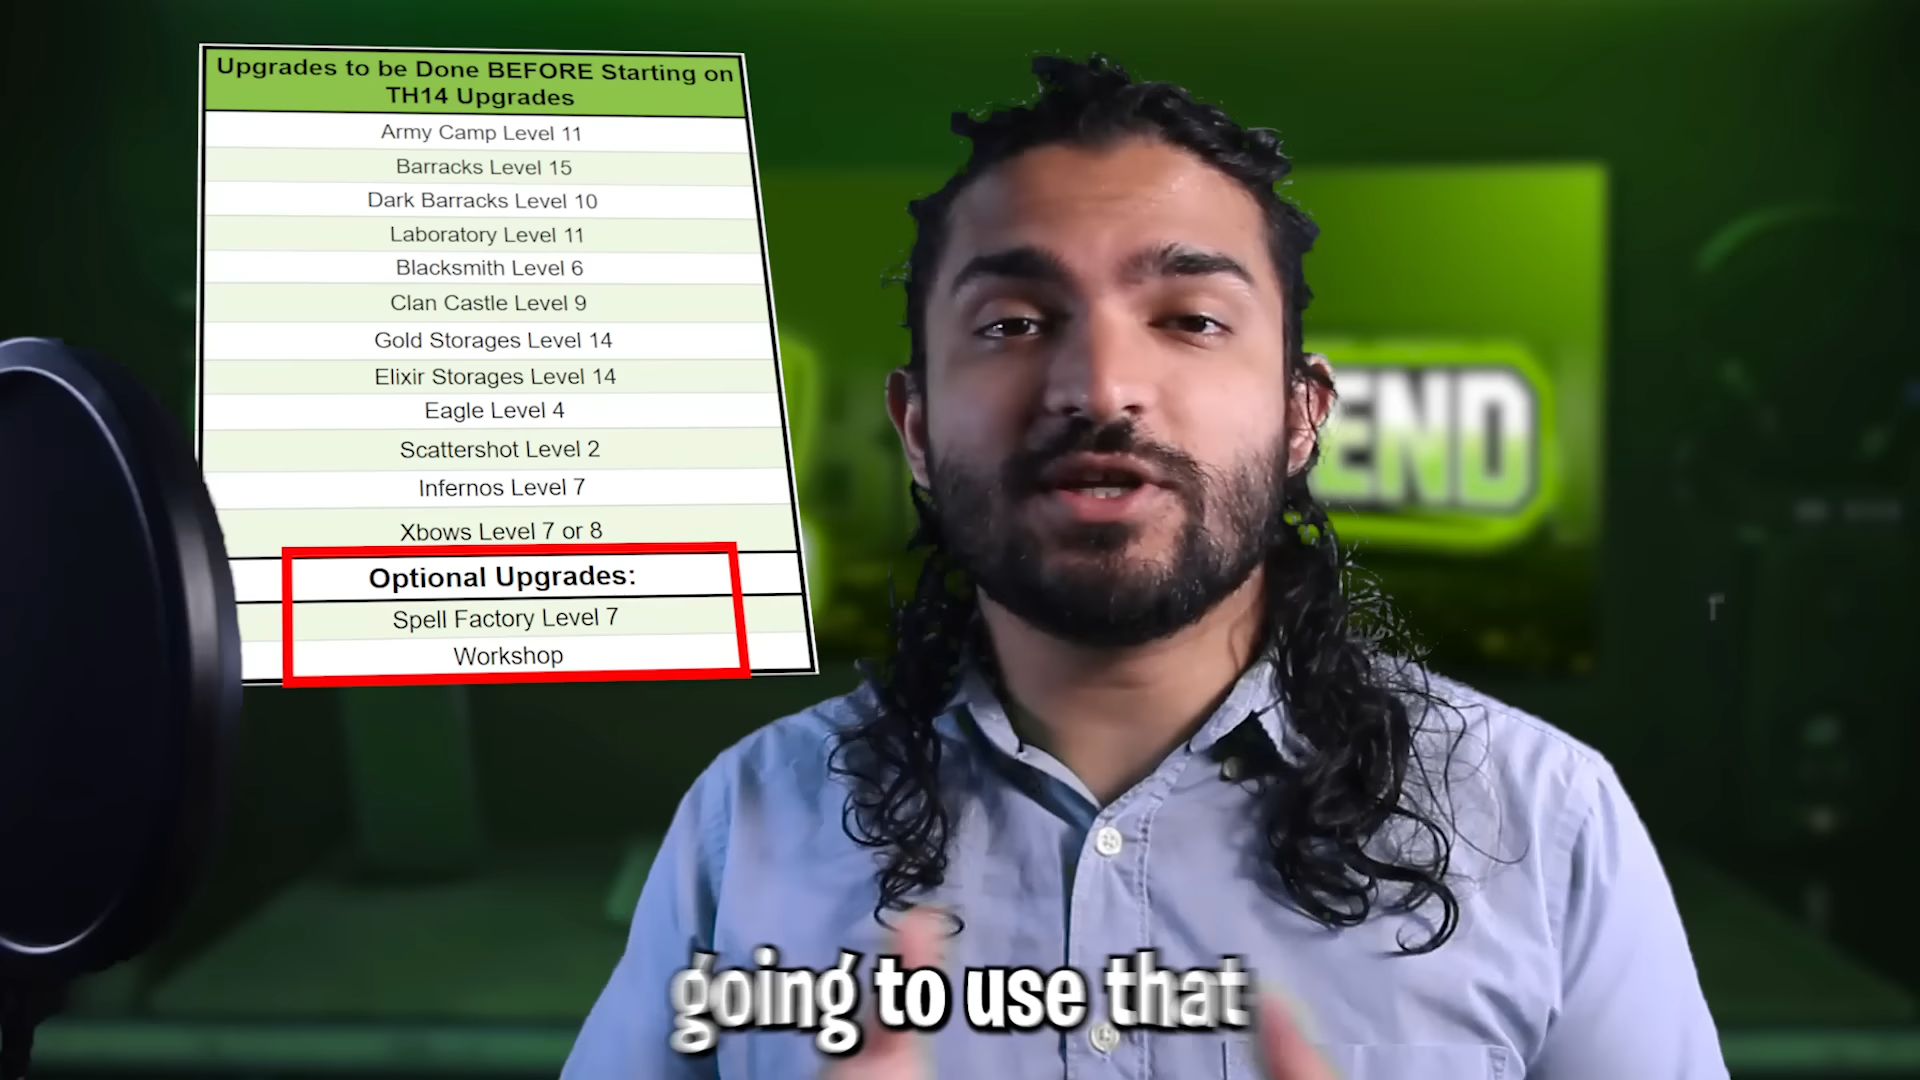 Upgrades to be Done BEFORE Starting on
TH14 Upgrades
Army Camp Level 11
Barracks Level 15
Dark Barracks Level 10
Laboratory Level 11
Blacksmith Level 6
Clan Castle Level 9
Gold Storages Level 14
Elixir Storages Level 14
Eagle Level 4
Scattershot Level 2
Infernos Level 7
Xbows Level 7 or 8
Optional Upgrades:
Spell Factory Level 7
Workshop
END
going to use that